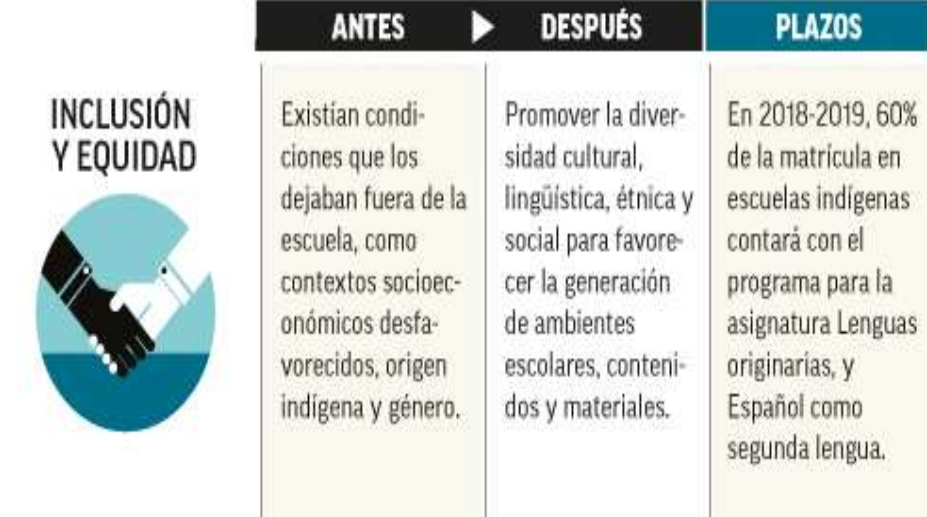 ANTES
DESPUÉS
PLAZOS
INCLUSIÓN
Y EQUIDAD
Existían condi-
ciones que los
dejaban fuera de la
escuela, como
contextos socioec-
onómicos desfa-
vorecidos, origen
indígena y género.
Promover la diver-
sidad cultural,
lingüística, étnica y
social para favore-
cer la generación
de ambientes
escolares, conteni-
dos y materiales.
En 2018-2019, 60%
de la matrícula en
escuelas indígenas
contará con el
programa para la
asignatura Lenguas
originarias, y
Español como
segunda lengua.